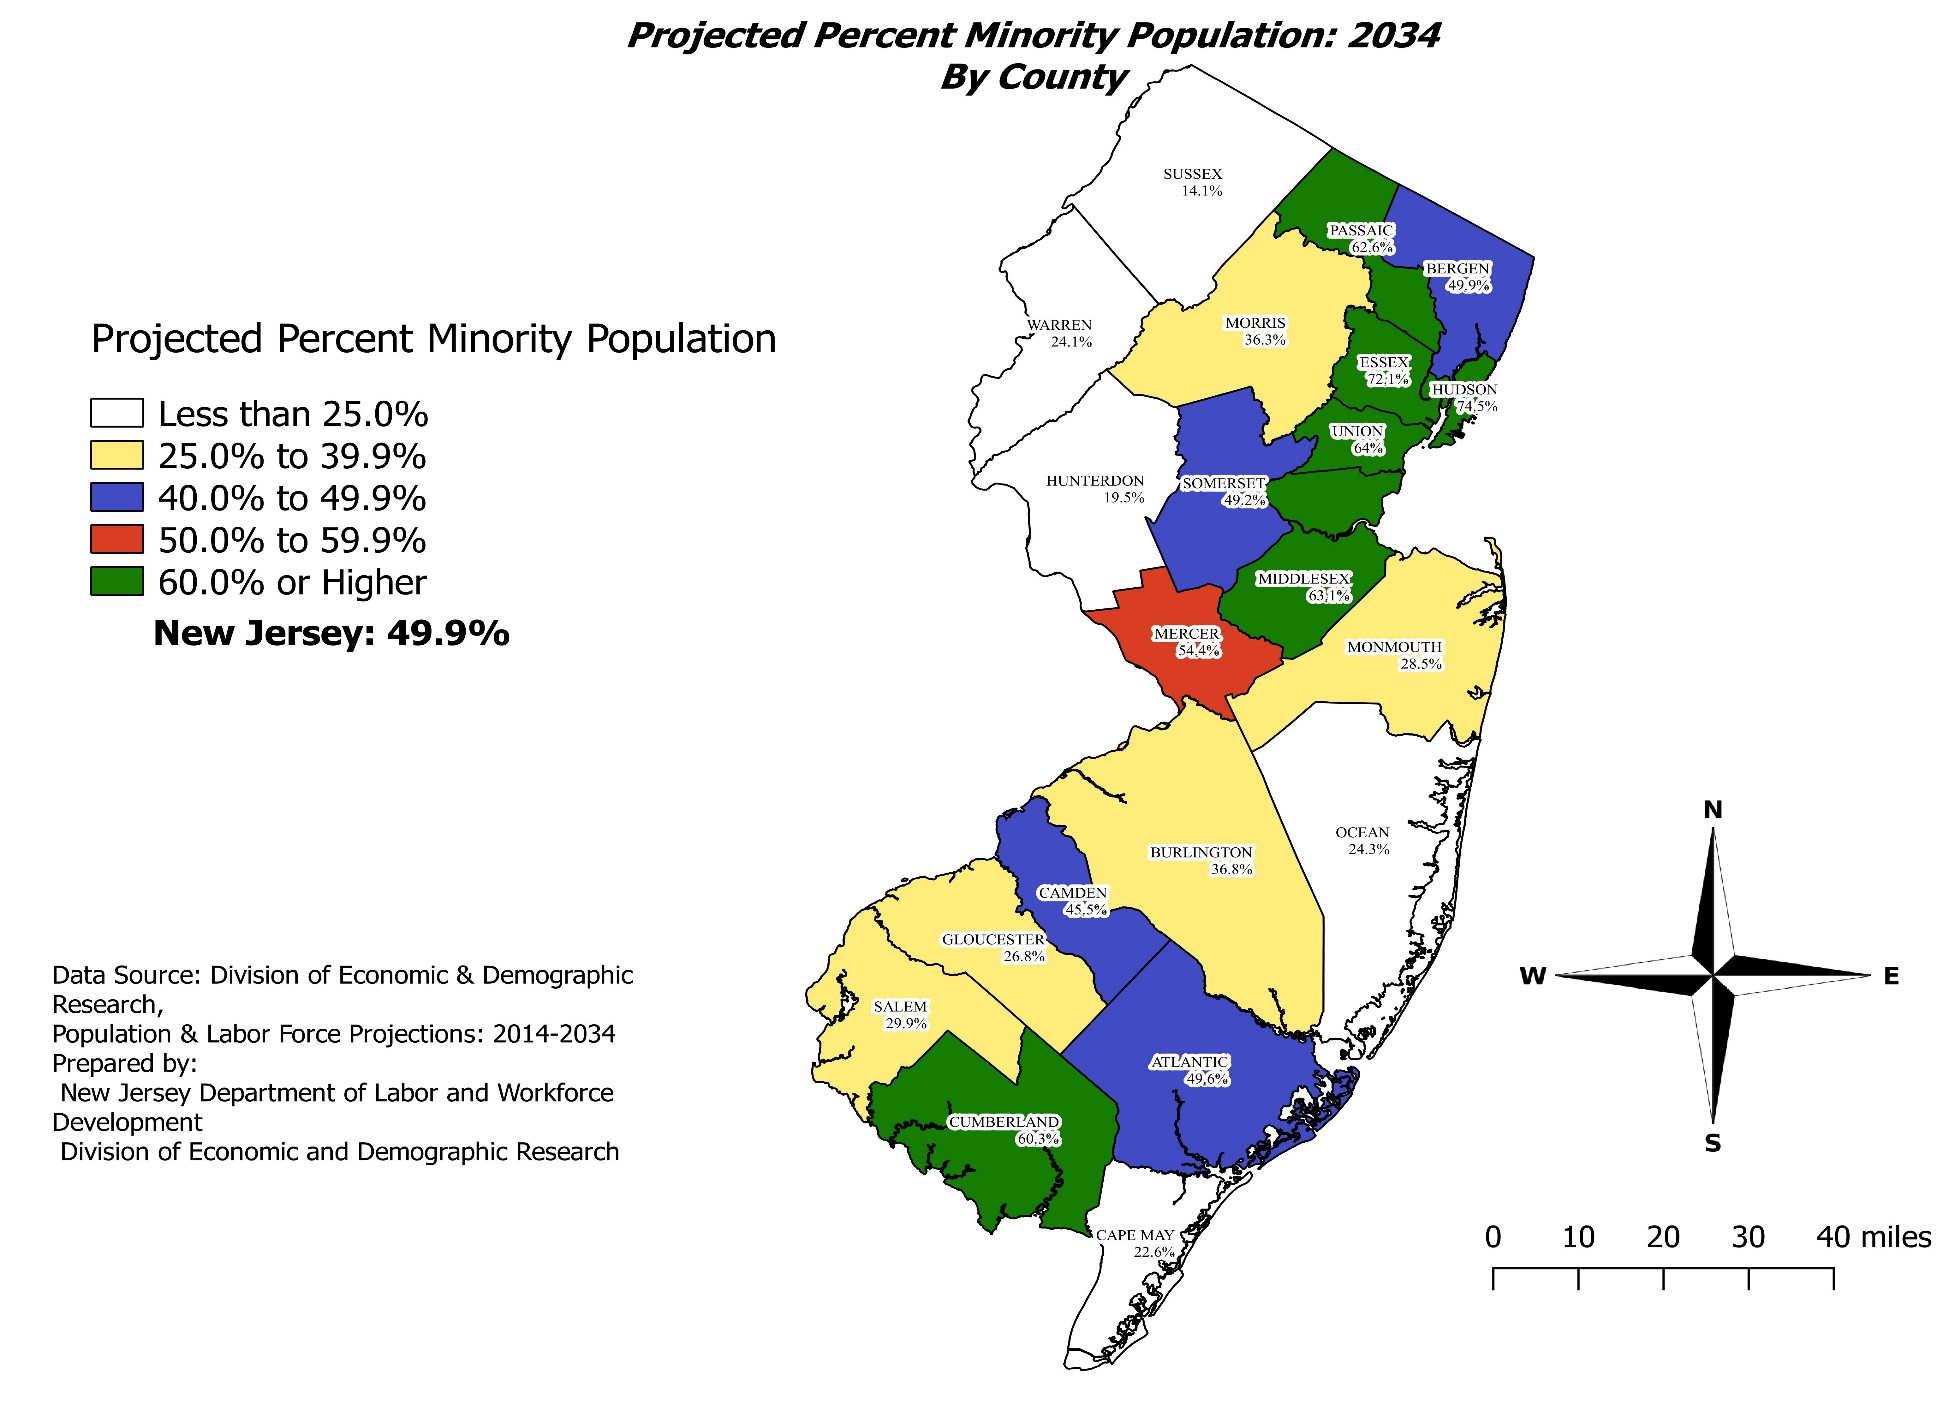 Projected Percent Minority Population: 2034
By County
SUSSEX
14.1%
PASSAIC
62.6%
BERGEN
49.9%
WARREN
24.1%
MORRIS
36.3%
ESSEX
72.1%
HUDSON
74.5%
UNION
64%
HUNTERDON
19.5%
SOMERSET
49.2%
MIDDLESEX
63.1%
MERCER
54.4%
MONMOUTH
28.5%
OCEAN
24.3%
BURLINGTON
36.8%
CAMDEN
45.5%
GLOUCESTER
26.8%
SALEM
29.9%
ATLANTIC
49.6%
CUMBERLAND
60.3%
CAPE MAY
22.6%
Projected Percent Minority Population
Less than 25.0%
25.0% to 39.9%
40.0% to 49.9%
50.0% to 59.9%
60.0% or Higher
New Jersey: 49.9%
Data Source: Division of Economic & Demographic
Research,
Population & Labor Force Projections: 2014-2034
Prepared by:
New Jersey Department of Labor and Workforce
Development
Division of Economic and Demographic Research
N
W
E
S
0 10 20 30 40 miles